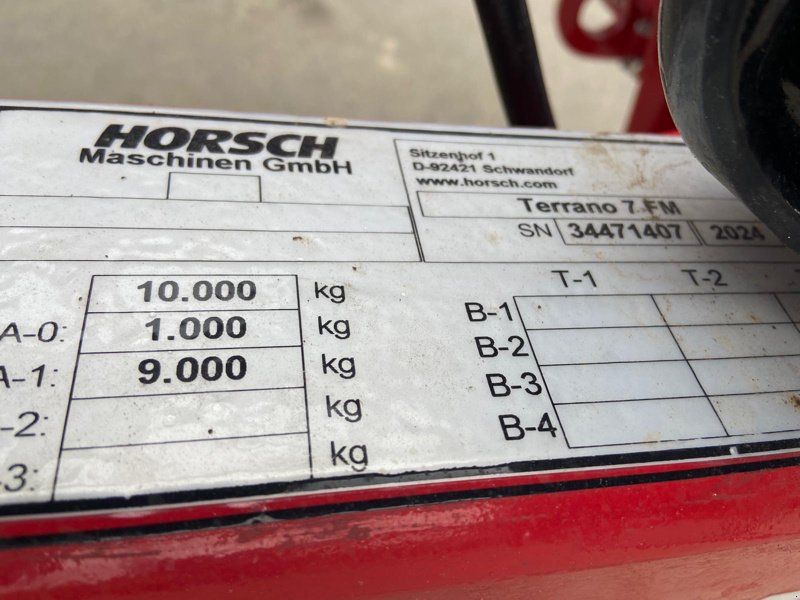 HORSCH
Maschinen GmbH
Sitzenhof 1
D-92421 Schwandorf
www.horsch.com
Terrano 7 FM
SN 34471407 2024
10.000 kg
A-0: 1.000 kg
A-1: 9.000 kg
-2: kg
-3: kg
T-1 T-2
B-1
B-2
B-3
B-4